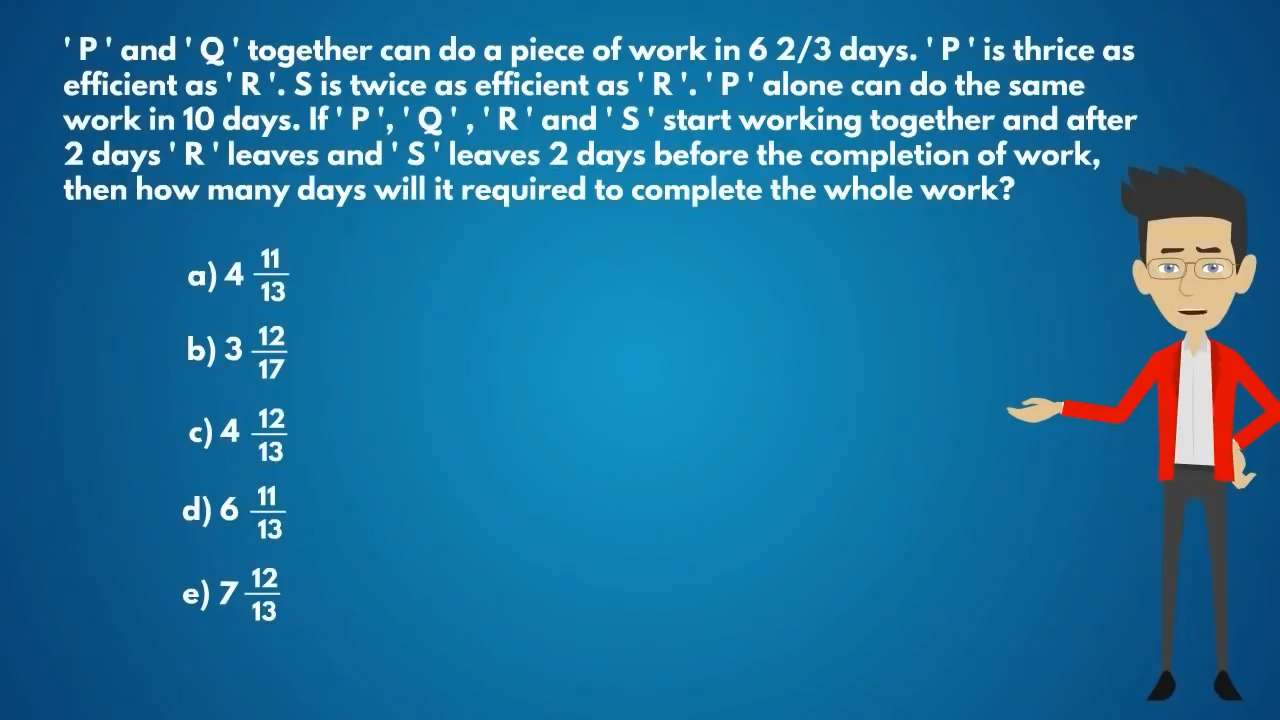 ' P ' and ' Q ' together can do a piece of work in 6 2/3 days. ' P ' is thrice as
efficient as ' R '. S is twice as efficient as ' R '. ' P ' alone can do the same
work in 10 days. If ' P ', ' Q ' , ' R ' and ' S ' start working together and after
2 days ' R ' leaves and ' S ' leaves 2 days before the completion of work,
then how many days will it required to complete the whole work?
a) 4 11/13
b) 3 12/17
c) 4 12/13
d) 6 11/13
e) 7 12/13